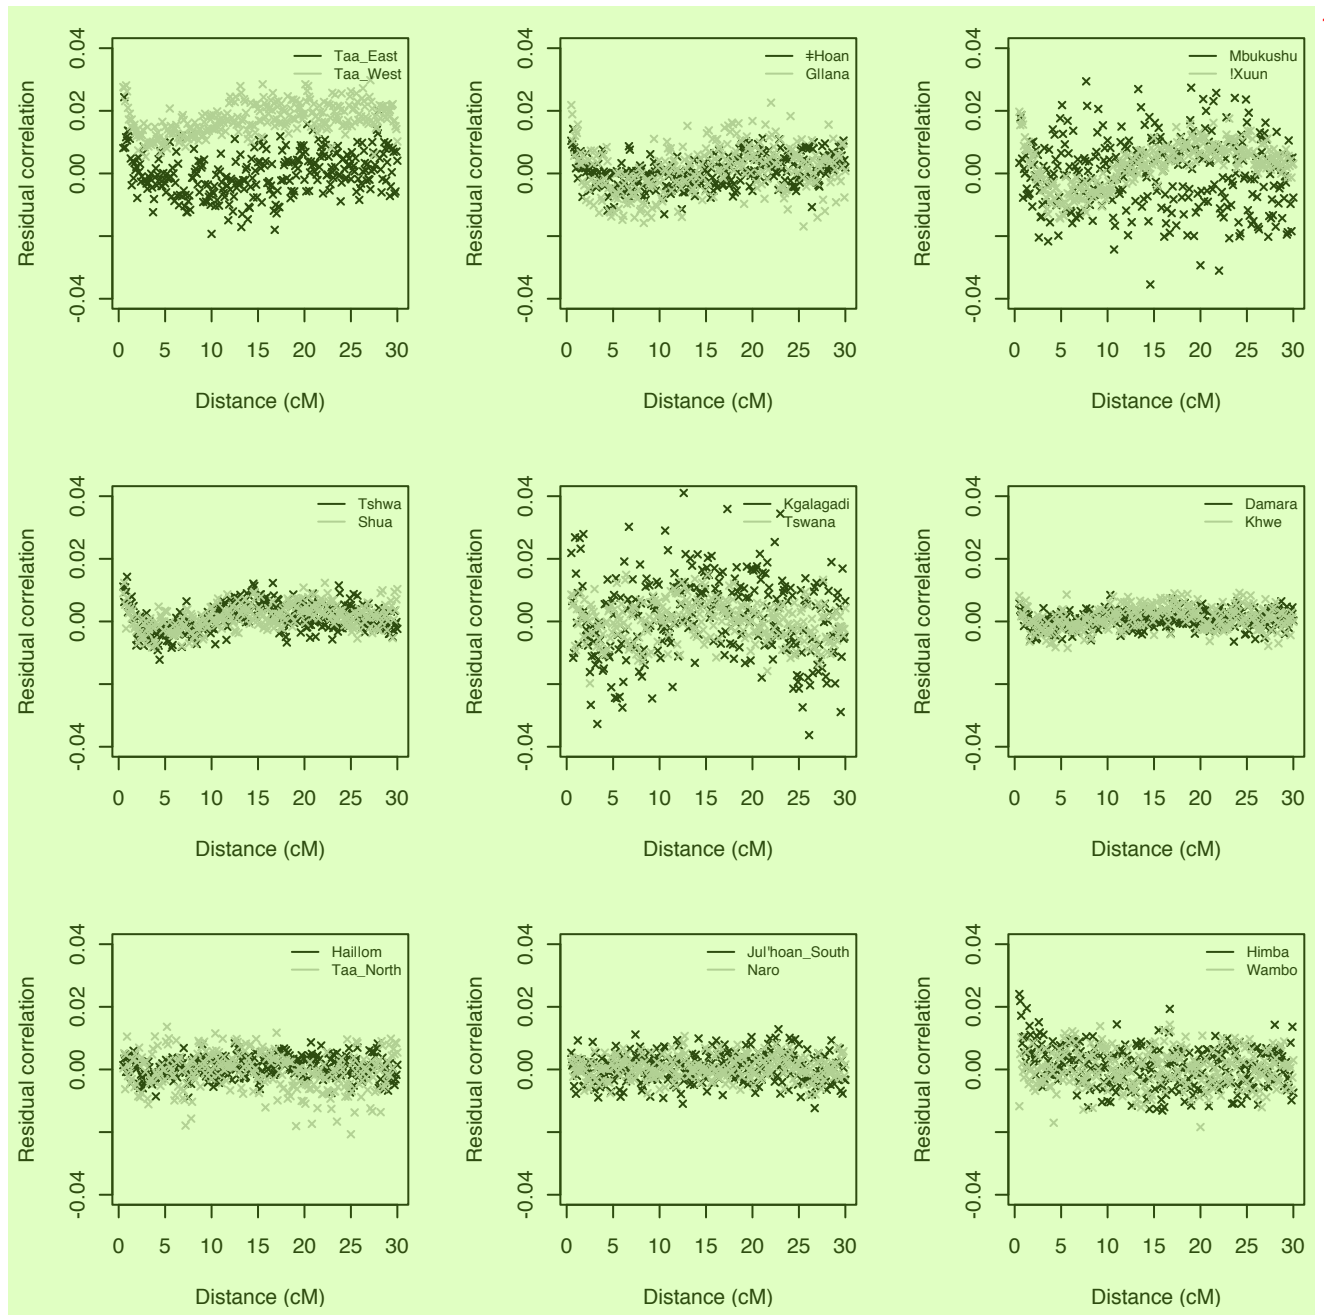 Taa_East
Taa_West
0.04
0.02
0.00
-0.04
Residual correlation
0 5 10 15 20 25 30
Distance (cM)
ǂHoan
GIIana
0.04
0.02
0.00
-0.04
Residual correlation
0 5 10 15 20 25 30
Distance (cM)
Mbukushu
!Xuun
0.04
0.02
0.00
-0.04
Residual correlation
0 5 10 15 20 25 30
Distance (cM)
Tshwa
Shua
0.04
0.02
0.00
-0.04
Residual correlation
0 5 10 15 20 25 30
Distance (cM)
Kgalagadi
Tswana
0.04
0.02
0.00
-0.04
Residual correlation
0 5 10 15 20 25 30
Distance (cM)
Damara
Khwe
0.04
0.02
0.00
-0.04
Residual correlation
0 5 10 15 20 25 30
Distance (cM)
HaiIIom
Taa_North
0.04
0.02
0.00
-0.04
Residual correlation
0 5 10 15 20 25 30
Distance (cM)
JuI'hoan_South
Naro
0.04
0.02
0.00
-0.04
Residual correlation
0 5 10 15 20 25 30
Distance (cM)
Himba
Wambo
0.04
0.02
0.00
-0.04
Residual correlation
0 5 10 15 20 25 30
Distance (cM)